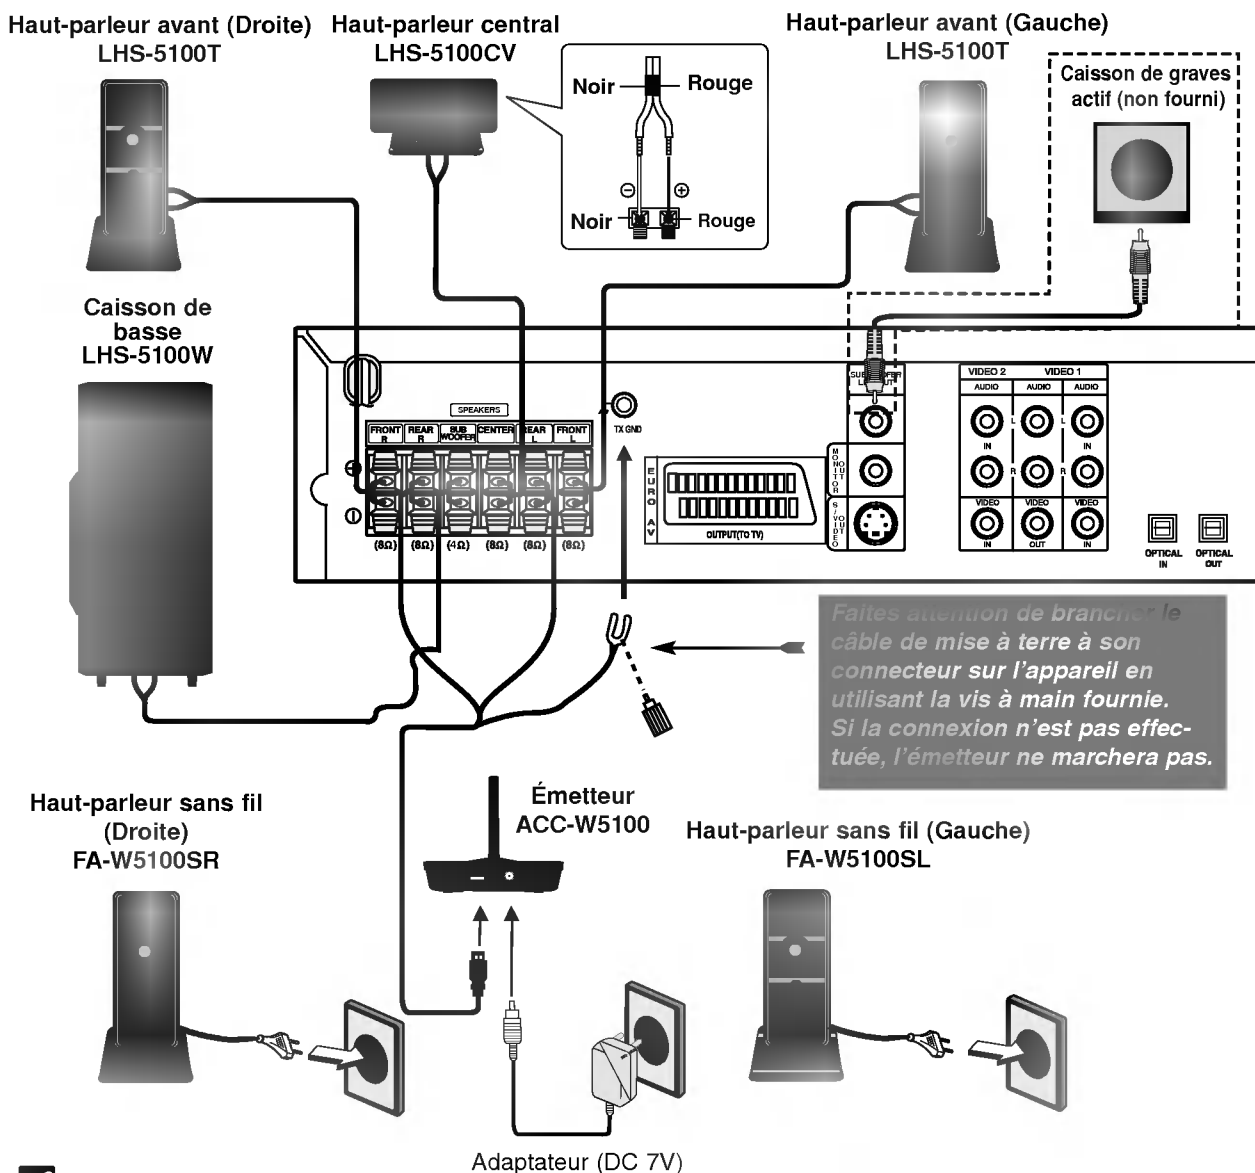 Haut-parleur avant (Droite)
LHS-5100T
Haut-parleur central
LHS-5100CV
Haut-parleur avant (Gauche)
LHS-5100T
Caisson de graves
actif (non fourni)
Noir
Rouge
⊖
⊕
Noir
Rouge
Caisson de
basse
LHS-5100W
SPEAKERS
FRONT
R
REAR
R
SUB
WOOFER
CENTER
REAR
L
FRONT
L
(8Ω)
(8Ω)
(4Ω)
(8Ω)
(8Ω)
(8Ω)
TX GND
EURO AV
OUTPUT(TO TV)
MONITOR
OUT
S/VIDEO
OUT
VIDEO 2
VIDEO 1
AUDIO
AUDIO
AUDIO
L
L
IN
IN
R
R
VIDEO
VIDEO
VIDEO
IN
OUT
IN
OPTICAL
IN
OPTICAL
OUT
Faites attention de brancher le
câble de mise à terre à son
connecteur sur l'appareil en
utilisant la vis à main fournie.
Si la connexion n'est pas effec-
tuée, l'émetteur ne marchera pas.
Haut-parleur sans fil
(Droite)
FA-W5100SR
Émetteur
ACC-W5100
Haut-parleur sans fil (Gauche)
FA-W5100SL
Adaptateur (DC 7V)